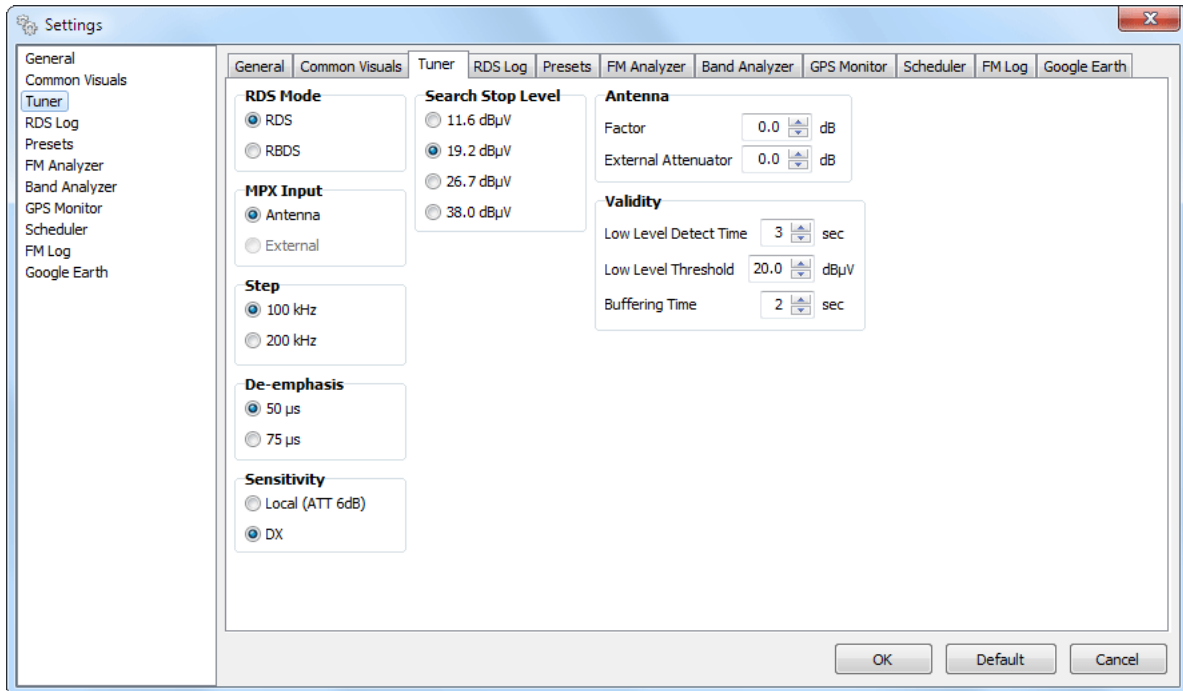 Settings
General
Common Visuals
Tuner
RDS Log
Presets
FM Analyzer
Band Analyzer
GPS Monitor
Scheduler
FM Log
Google Earth
General Common Visuals Tuner RDS Log Presets FM Analyzer Band Analyzer GPS Monitor Scheduler FM Log Google Earth
RDS Mode
RDS
RBDS
MPX Input
Antenna
External
Step
100 kHz
200 kHz
De-emphasis
50 µs
75 µs
Sensitivity
Local (ATT 6dB)
DX
Search Stop Level
11.6 dBµV
19.2 dBµV
26.7 dBµV
38.0 dBµV
Antenna
Factor 0.0 dB
External Attenuator 0.0 dB
Validity
Low Level Detect Time 3 sec
Low Level Threshold 20.0 dBµV
Buffering Time 2 sec
OK Default Cancel